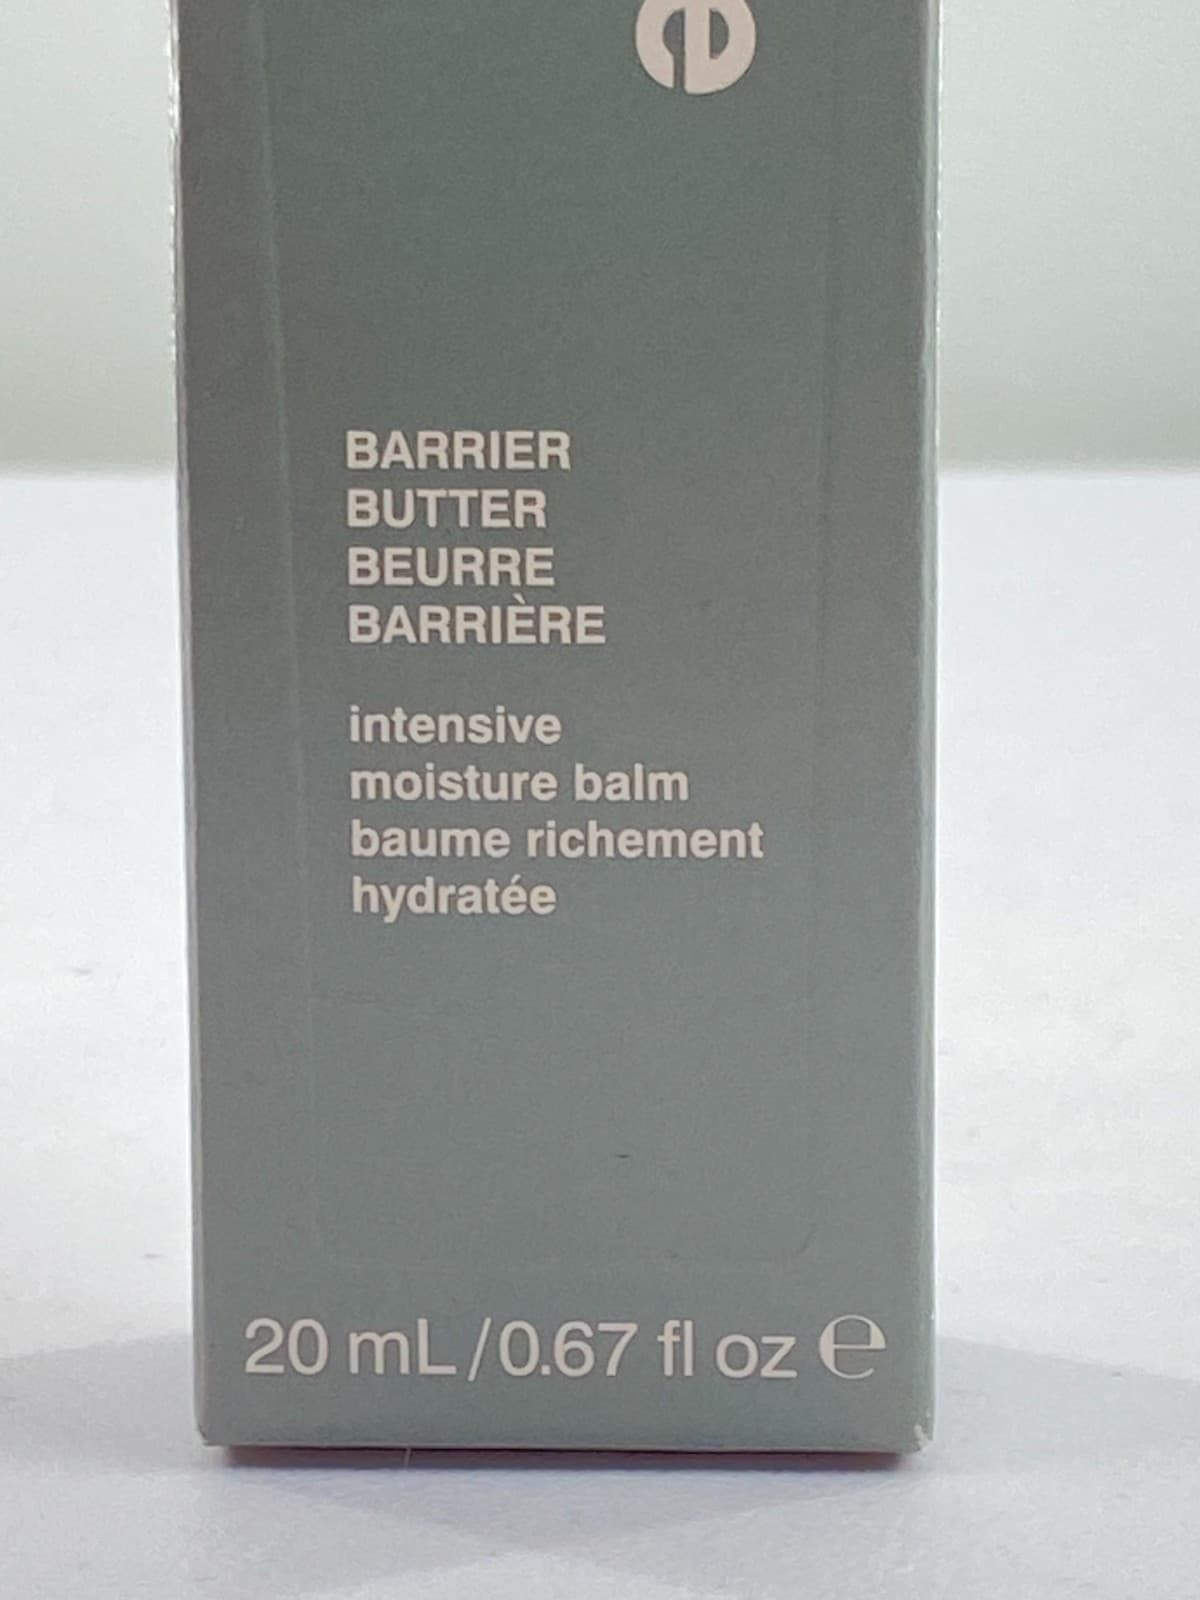 BARRIER
BUTTER
BEURRE
BARRIÈRE
intensive
moisture balm
baume richement
hydratée
20 mL/0.67 fl oz ℮